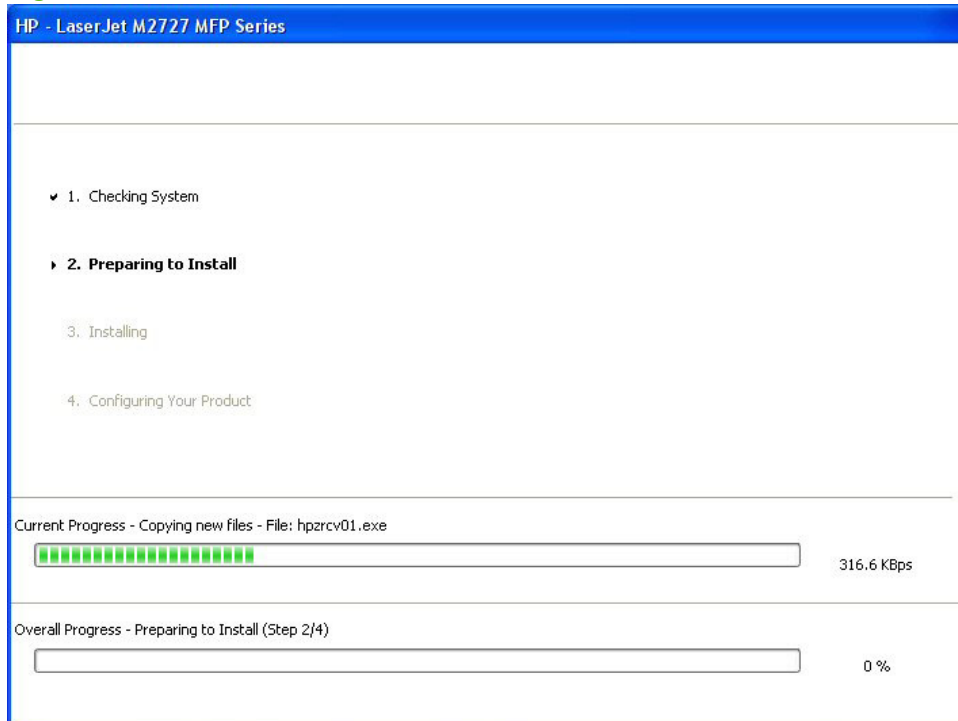 HP - LaserJet M2727 MFP Series
1. Checking System
2. Preparing to Install
3. Installing
4. Configuring Your Product
Current Progress - Copying new files - File: hpzrcv01.exe
316.6 KBps
Overall Progress - Preparing to Install (Step 2/4)
0 %